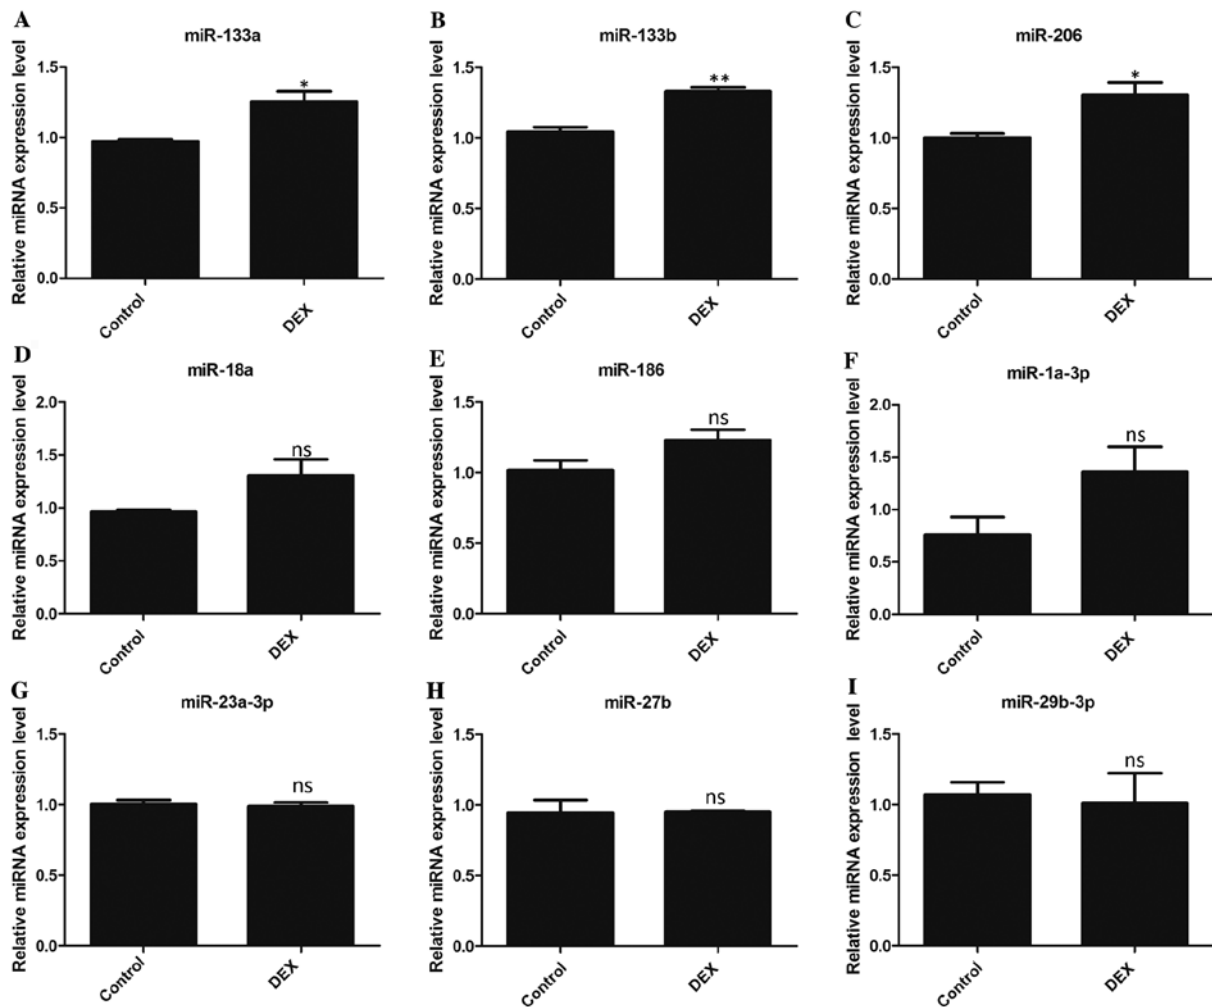 A
miR-133a
Relative miRNA expression level
1.5
1.0
0.5
0.0
*
Control
DEX
B
miR-133b
Relative miRNA expression level
1.5
1.0
0.5
0.0
**
Control
DEX
C
miR-206
Relative miRNA expression level
1.5
1.0
0.5
0.0
*
Control
DEX
D
miR-18a
Relative miRNA expression level
2.0
1.5
1.0
0.5
0.0
ns
Control
DEX
E
miR-186
Relative miRNA expression level
1.5
1.0
0.5
0.0
ns
Control
DEX
F
miR-1a-3p
Relative miRNA expression level
2.0
1.5
1.0
0.5
0.0
ns
Control
DEX
G
miR-23a-3p
Relative miRNA expression level
1.5
1.0
0.5
0.0
ns
Control
DEX
H
miR-27b
Relative miRNA expression level
1.5
1.0
0.5
0.0
ns
Control
DEX
I
miR-29b-3p
Relative miRNA expression level
1.5
1.0
0.5
0.0
ns
Control
DEX